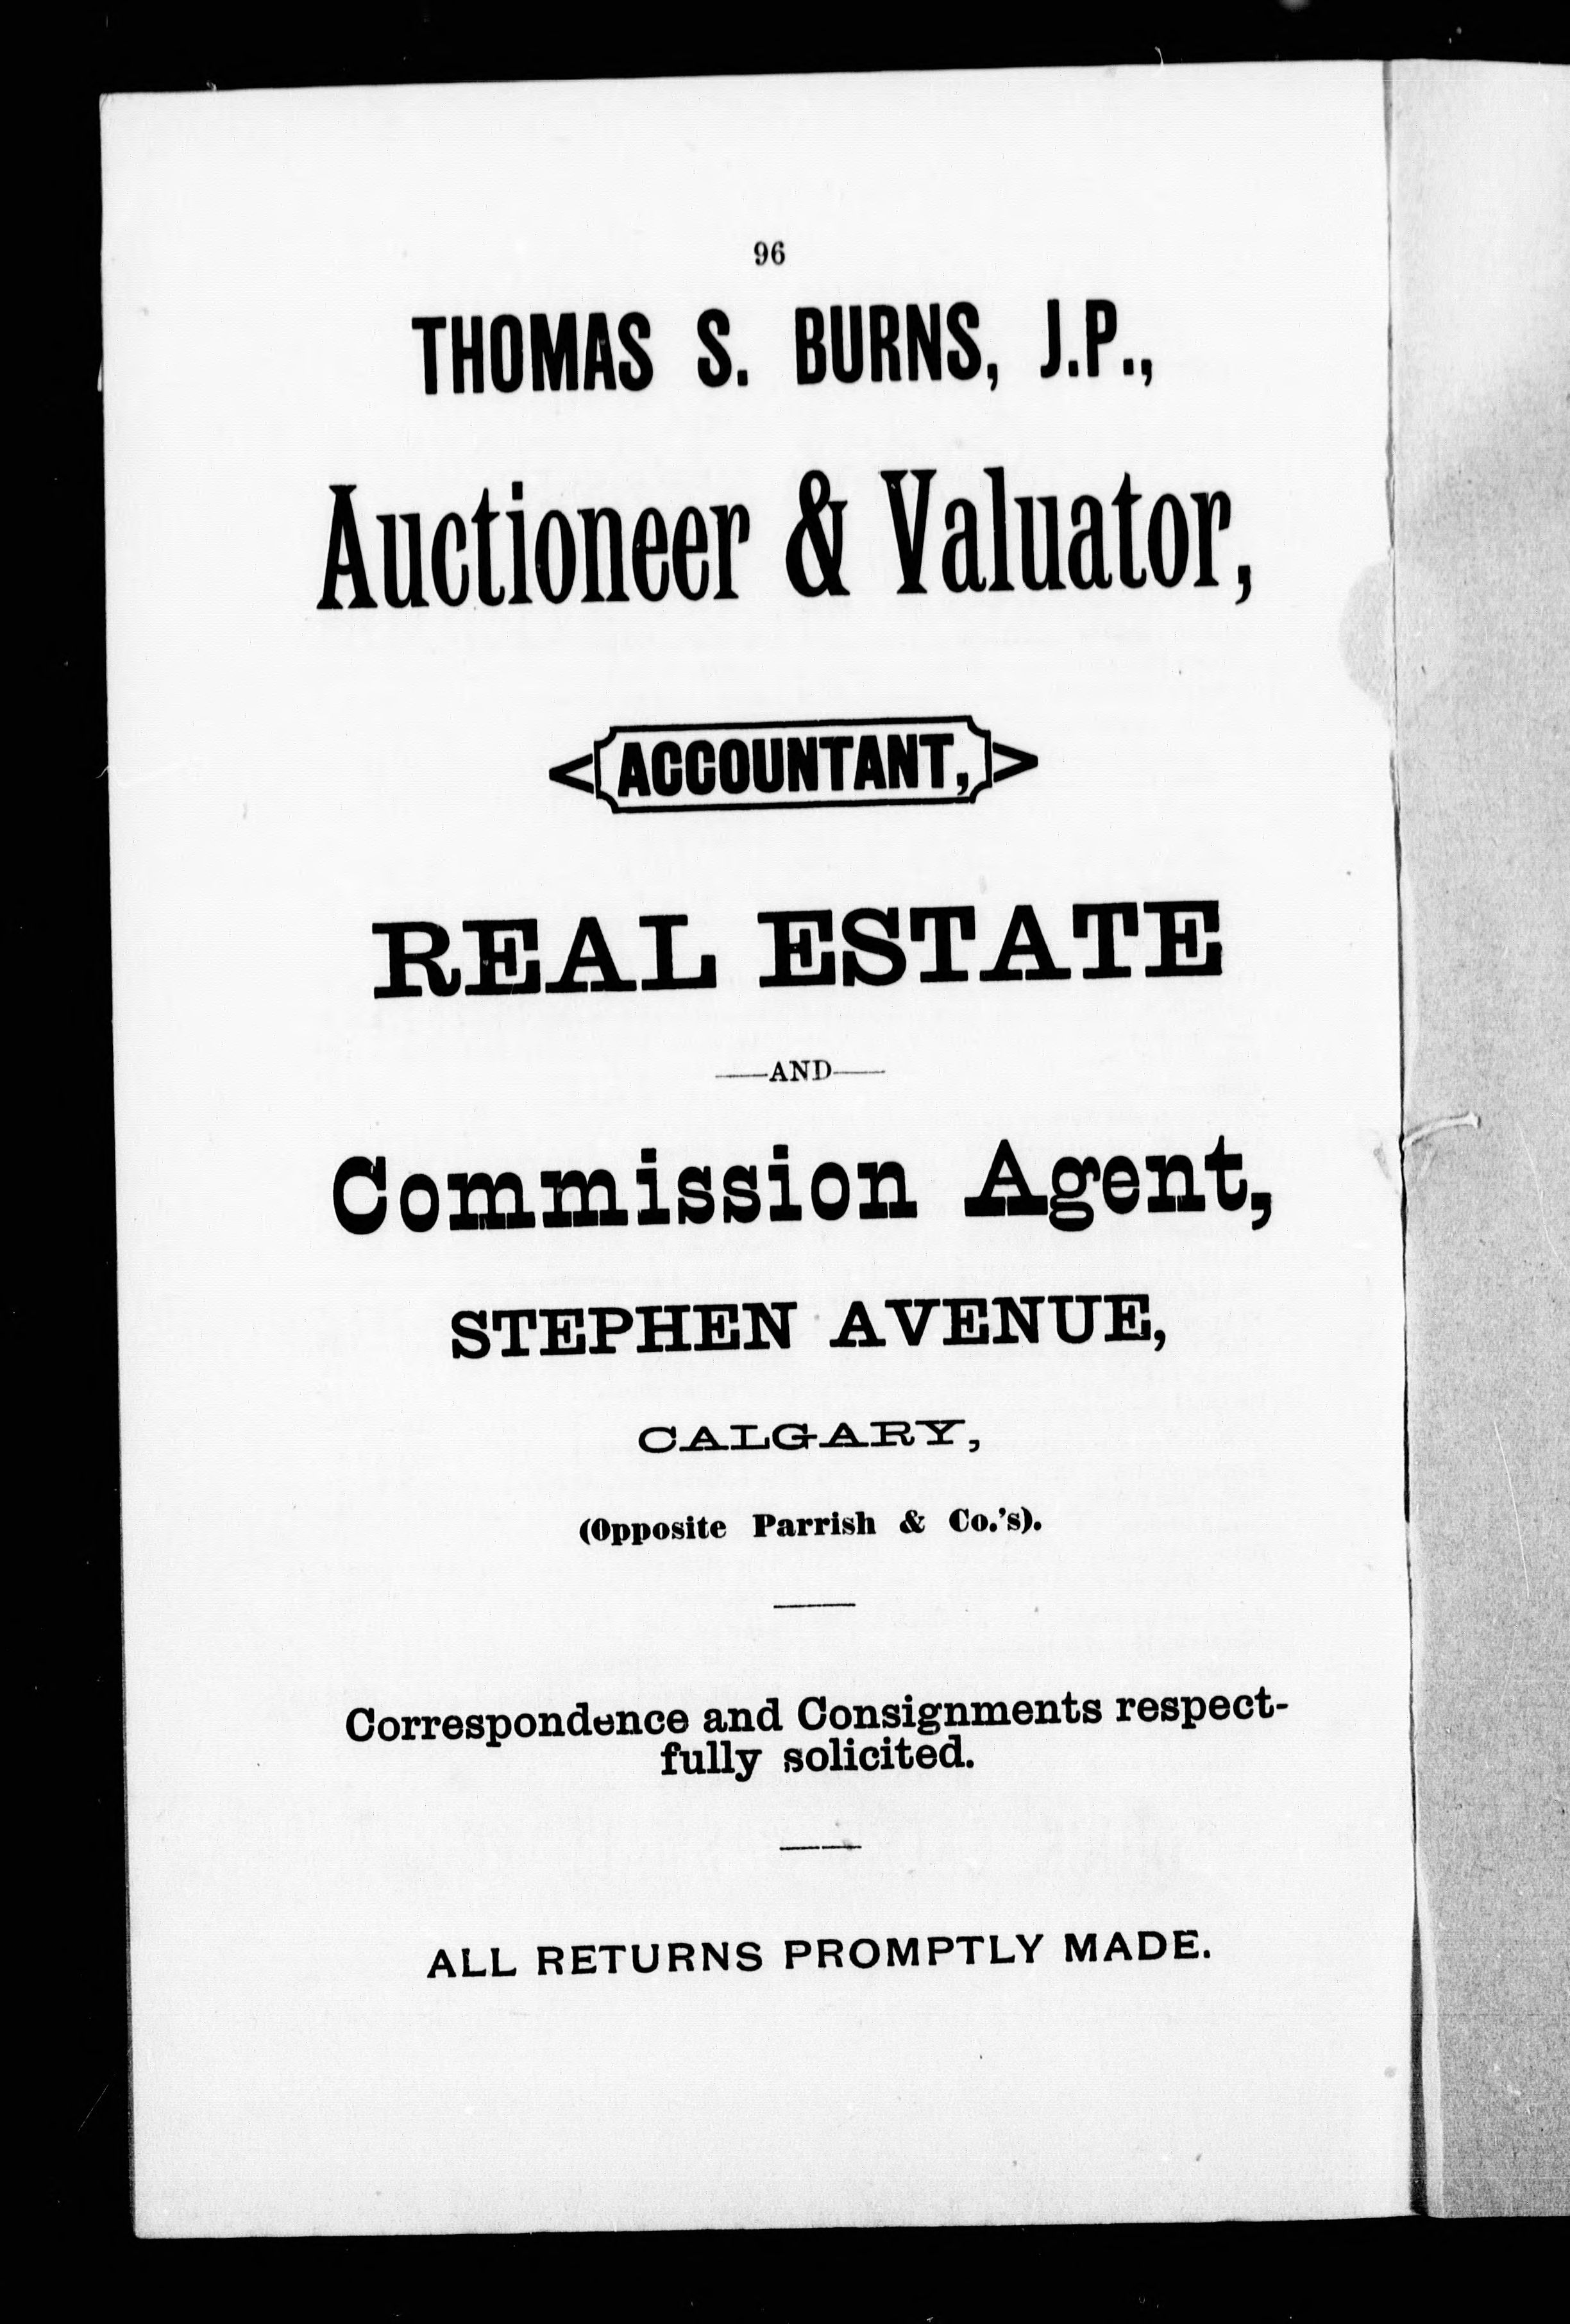 96
THOMAS S. BURNS, J.P.,
Auctioneer & Valuator,
<ACCOUNTANT,>
REAL ESTATE
—AND—
Commission Agent,
STEPHEN AVENUE,
CALGARY,
(Opposite Parrish & Co.'s).
Correspondence and Consignments respect-
fully solicited.
ALL RETURNS PROMPTLY MADE.